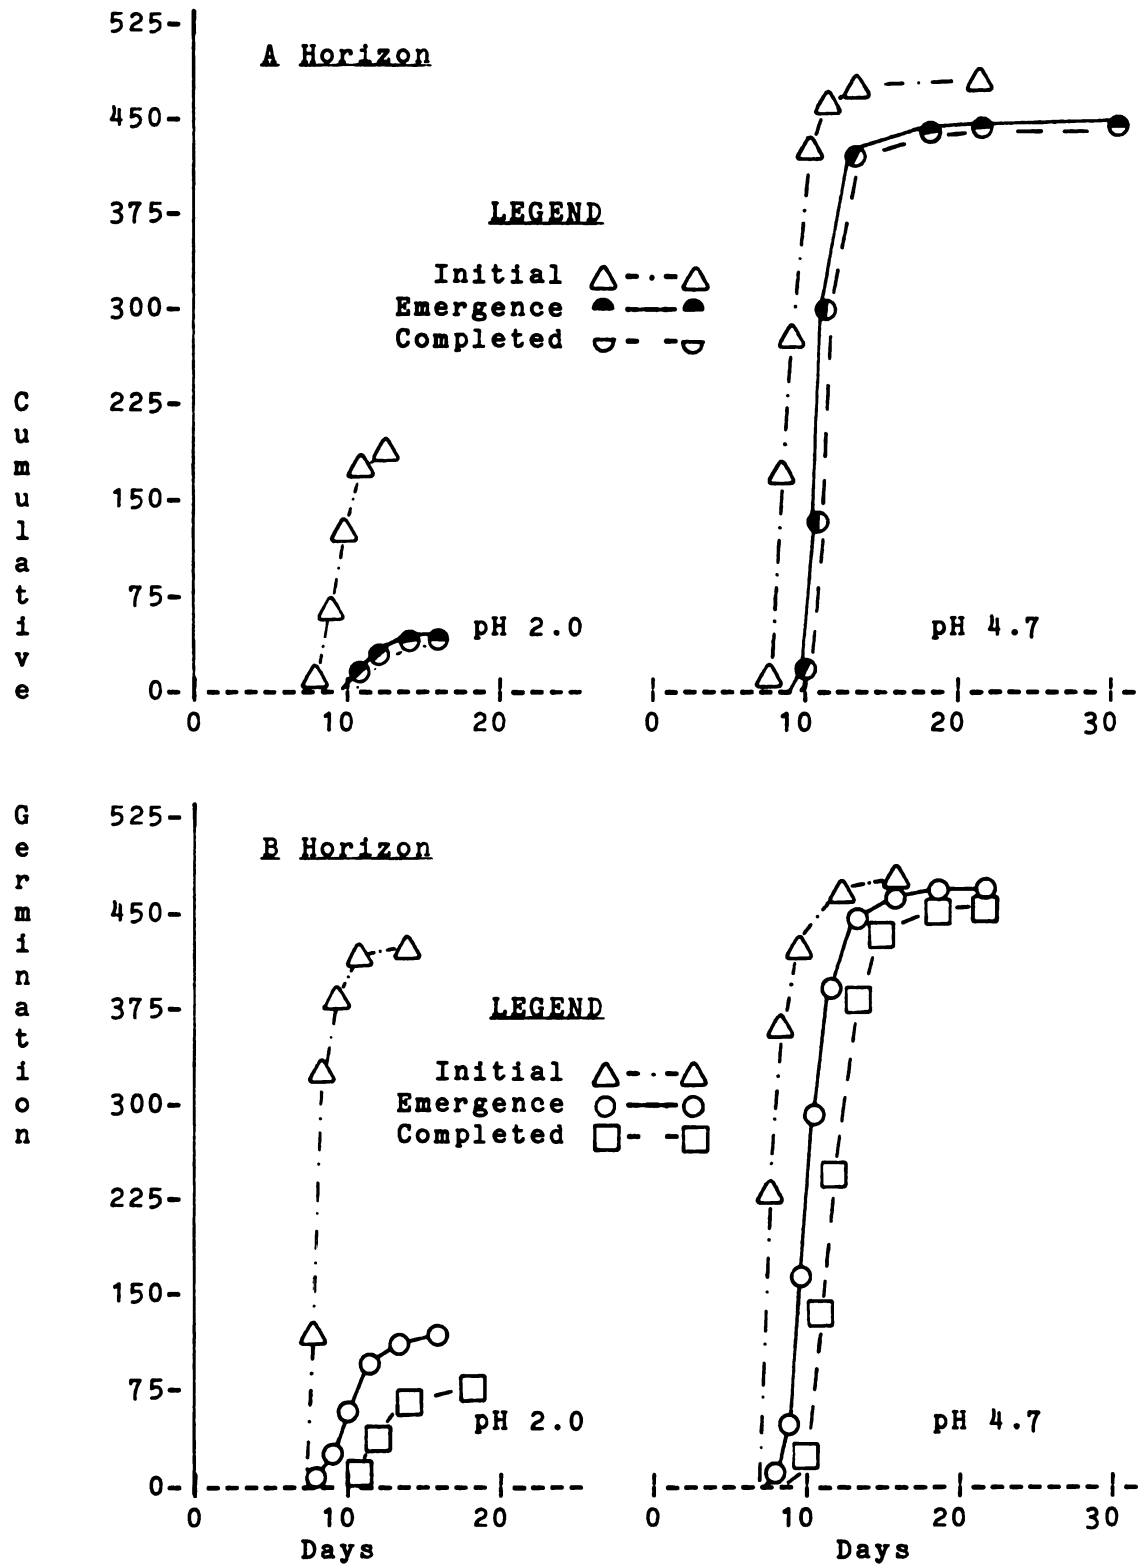 525-
A Horizon
450-
375-
LEGEND
Initial
300-
Emergence
Completed
225-
150-
75-
pH 2.0
pH 4.7
0-
0 10 20 0 10 20 30
Cumulative
525-
B Horizon
450-
375-
LEGEND
Initial
300-
Emergence
Completed
225-
150-
75-
pH 2.0
pH 4.7
0-
0 10 20 0 10 20 30
Days Days
Germination